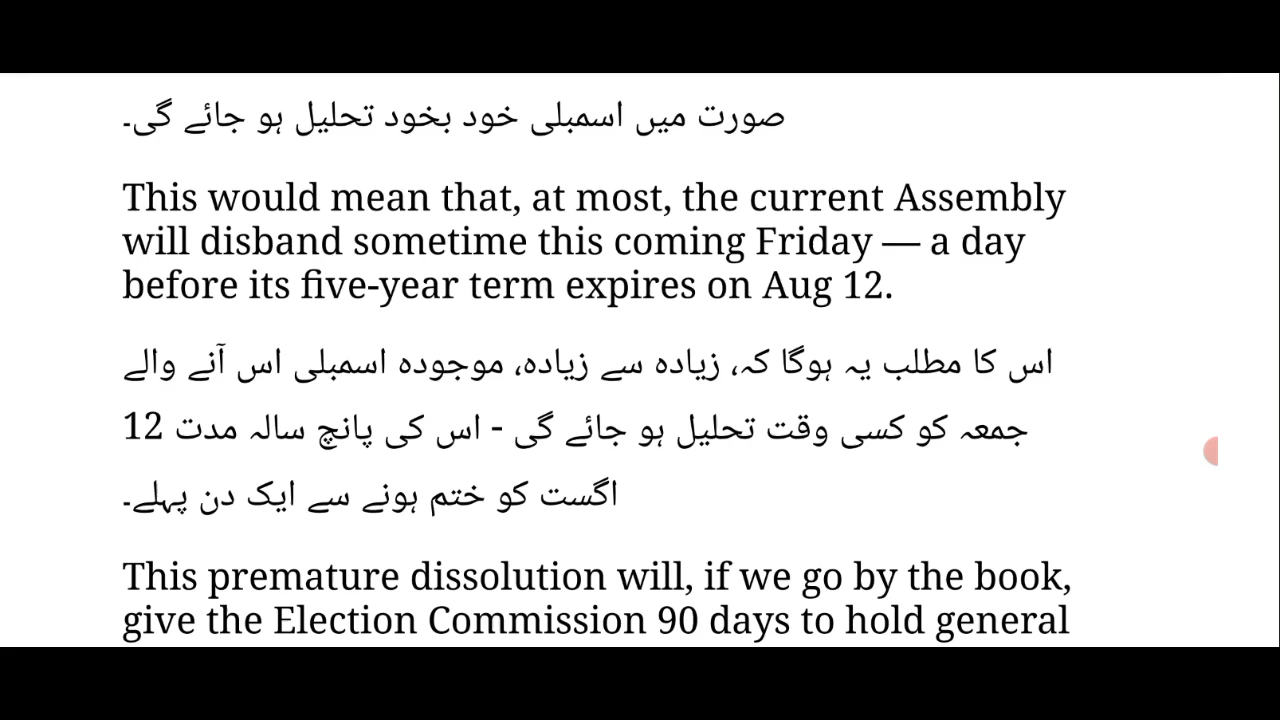 صورت میں اسمبلی خود بخود تحلیل ہو جائے گی۔
This would mean that, at most, the current Assembly
will disband sometime this coming Friday — a day
before its five-year term expires on Aug 12.
اس کا مطلب یہ ہوگا کہ، زیادہ سے زیادہ، موجودہ اسمبلی اس آنے والے
جمعہ کو کسی وقت تحلیل ہو جائے گی - اس کی پانچ سالہ مدت 12
اگست کو ختم ہونے سے ایک دن پہلے۔
This premature dissolution will, if we go by the book,
give the Election Commission 90 days to hold general